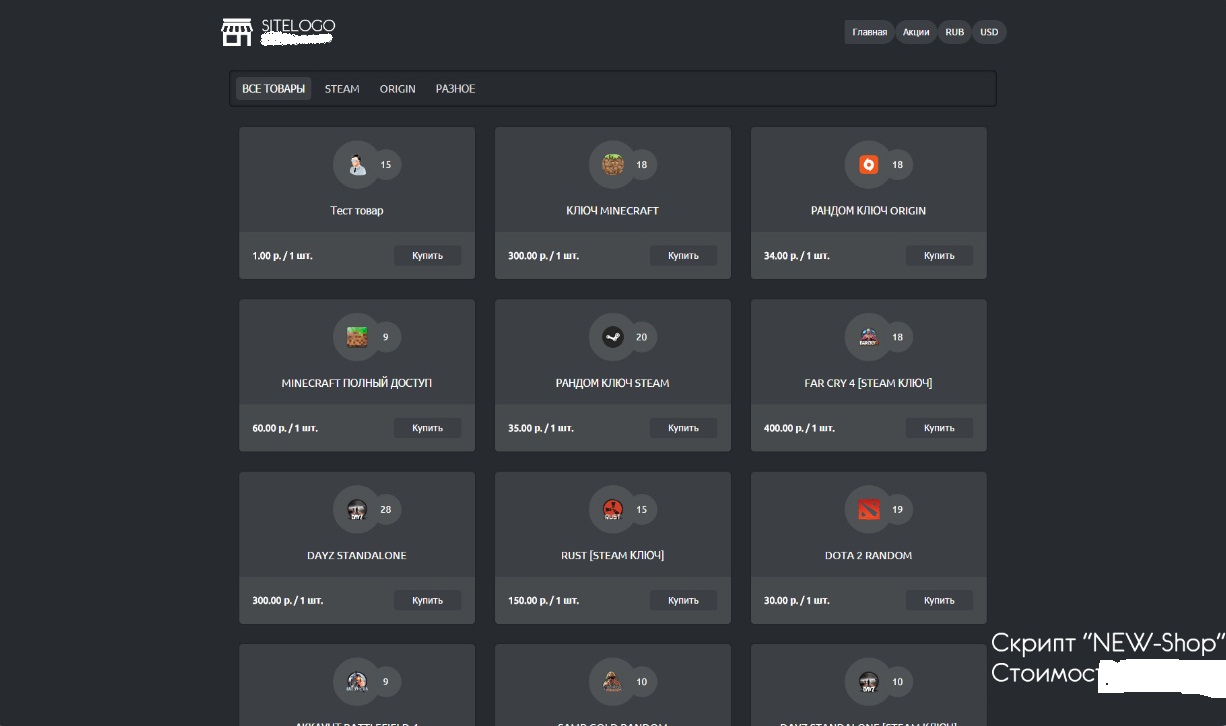 SITELOGO
Главная Акции RUB USD
ВСЕ ТОВАРЫ STEAM ORIGIN РАЗНОЕ
15 18 18
Тест товар КЛЮЧ MINECRAFT РАНДОМ КЛЮЧ ORIGIN
1.00 р. / 1 шт. Купить 300.00 р. / 1 шт. Купить 34.00 р. / 1 шт. Купить
9 20 18
MINECRAFT ПОЛНЫЙ ДОСТУП РАНДОМ КЛЮЧ STEAM FAR CRY 4 [STEAM КЛЮЧ]
60.00 р. / 1 шт. Купить 35.00 р. / 1 шт. Купить 400.00 р. / 1 шт. Купить
28 15 19
DAYZ STANDALONE RUST [STEAM КЛЮЧ] DOTA 2 RANDOM
300.00 р. / 1 шт. Купить 150.00 р. / 1 шт. Купить 30.00 р. / 1 шт. Купить
Скрипт "NEW-Shop"
9 10 10